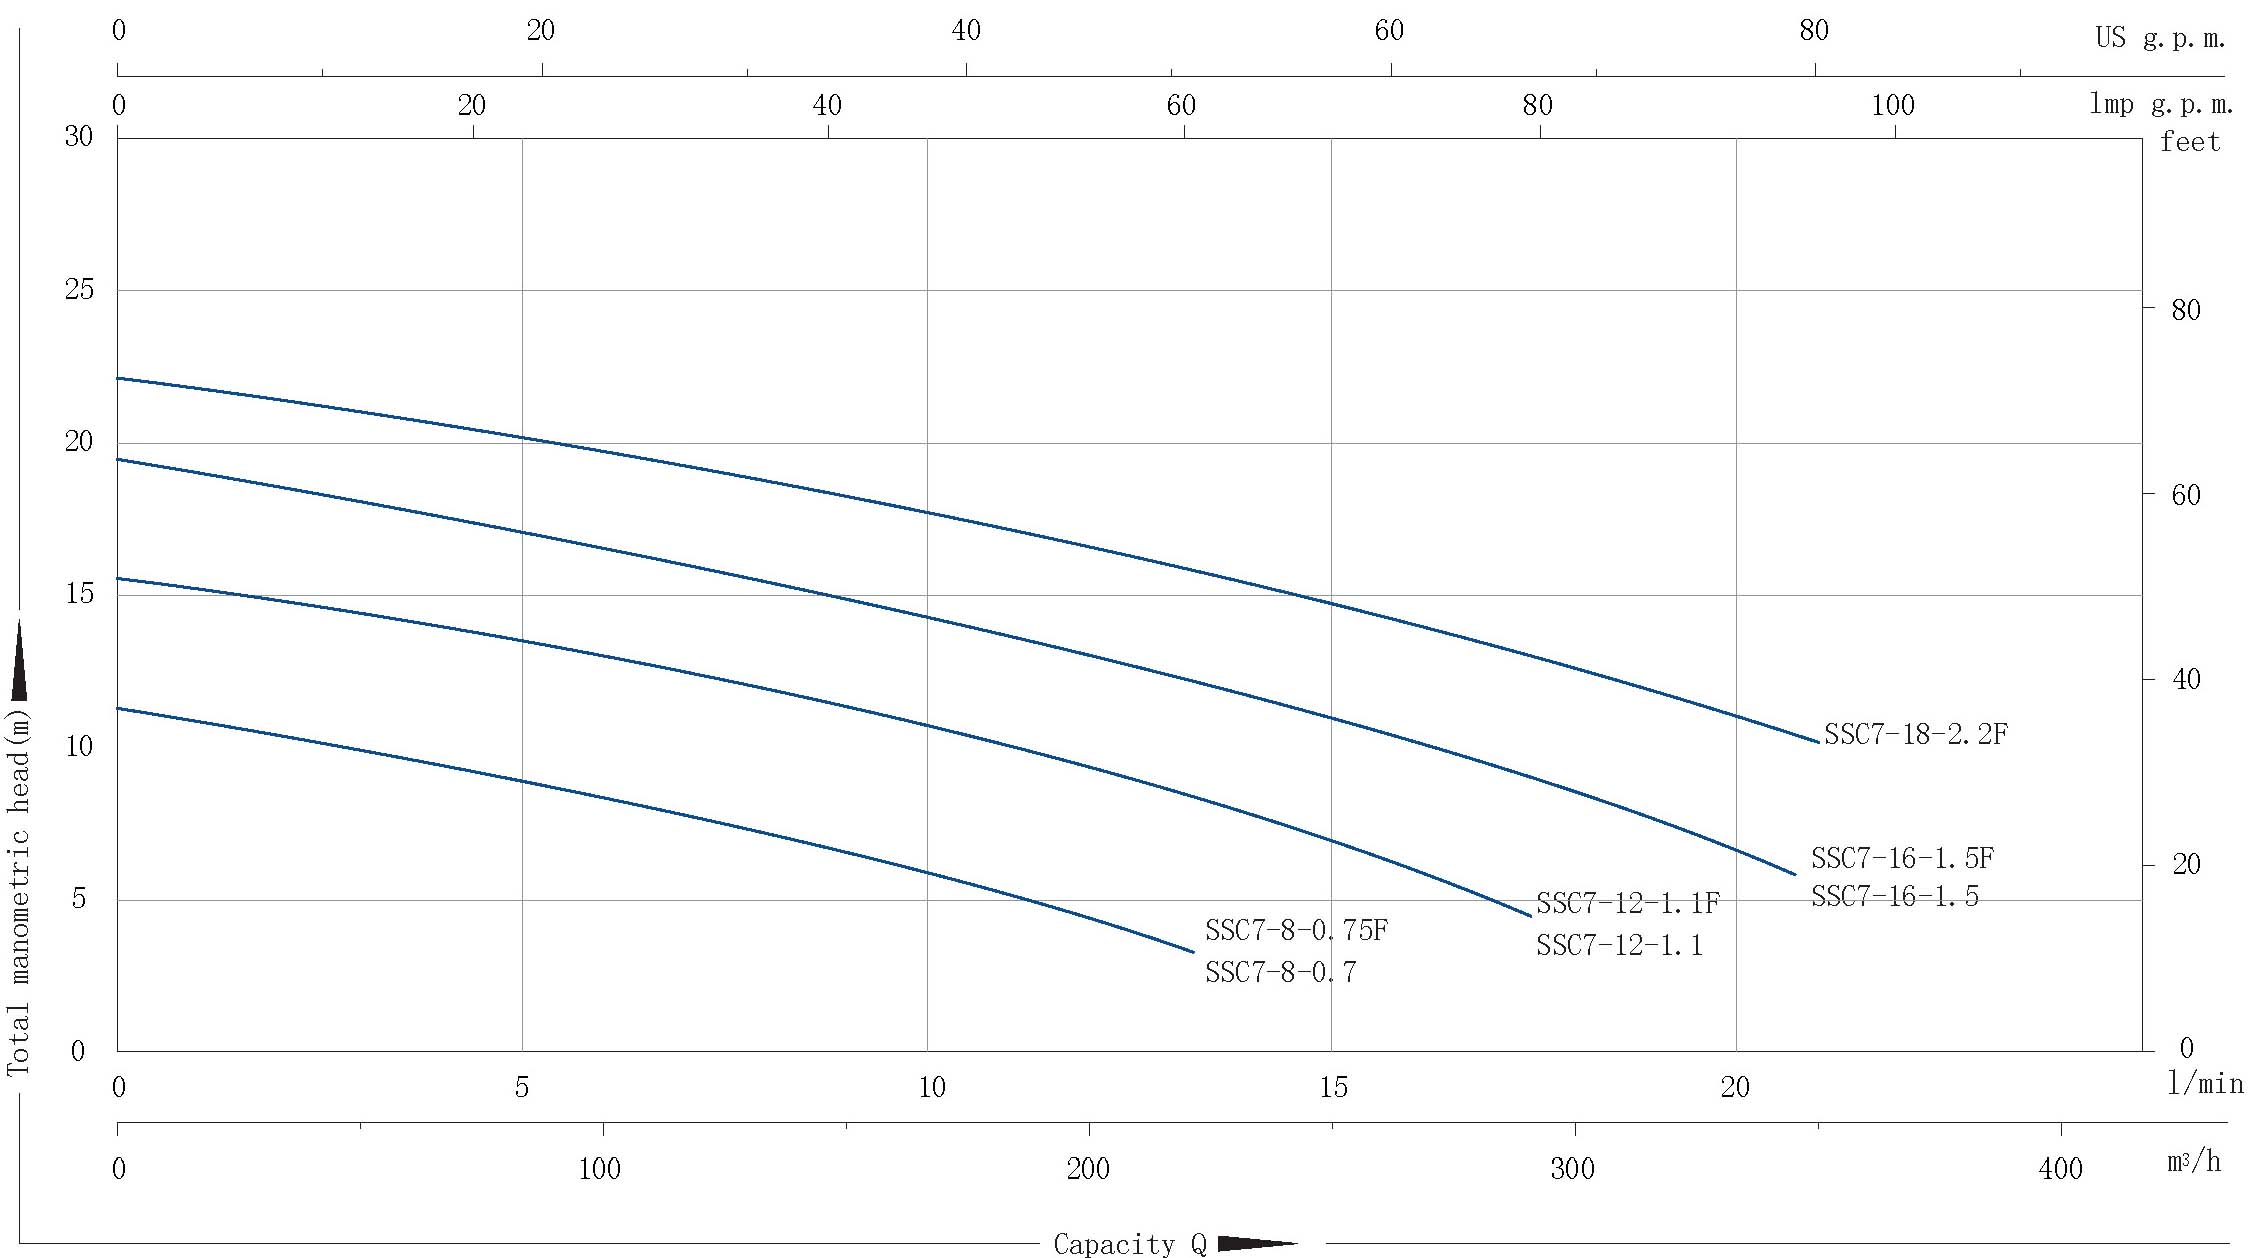 0 20 40 60 80 US g.p.m.
0 20 40 60 80 100 lmp g.p.m.
30 feet
25
80
20
60
15
40
10
SSC7-18-2.2F
20
SSC7-16-1.5F
SSC7-16-1.5
5
SSC7-12-1.1F
SSC7-12-1.1
SSC7-8-0.75F
SSC7-8-0.7
0 0
Total manometric head(m)
0 5 10 15 20 l/min
0 100 200 300 400 m³/h
Capacity Q